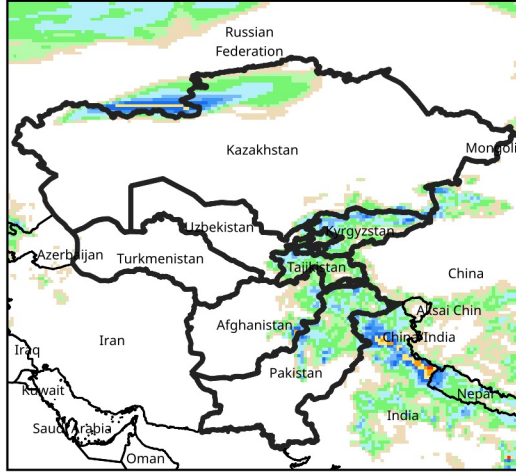 Russian
Federation
Kazakhstan
Mongoli
Uzbekistan
Kyrgyzstan
Azerbaijan
Turkmenistan
Tajikistan
China
Aksai Chin
Afghanistan
China/India
Iran
Iraq
Pakistan
Kuwait
Nepal
India
Saudi Arabia
Oman